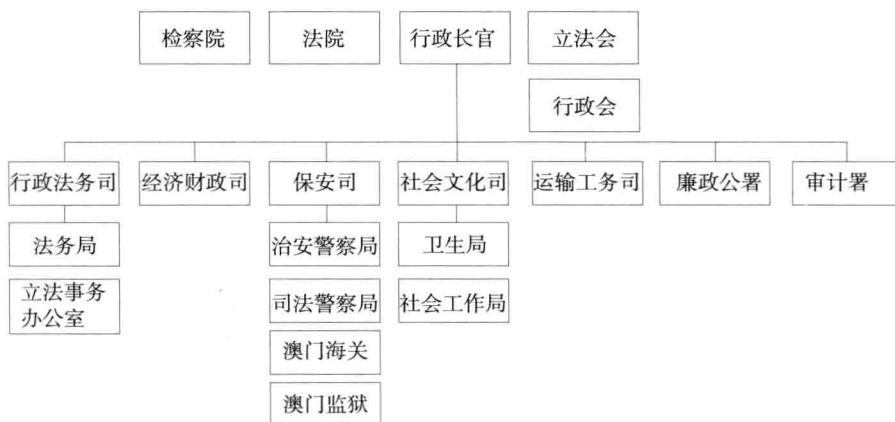 检察院
法院
行政长官
立法会
行政会
行政法务司
经济财政司
保安司
社会文化司
运输工务司
廉政公署
审计署
法务局
治安警察局
卫生局
立法事务
办公室
司法警察局
社会工作局
澳门海关
澳门监狱